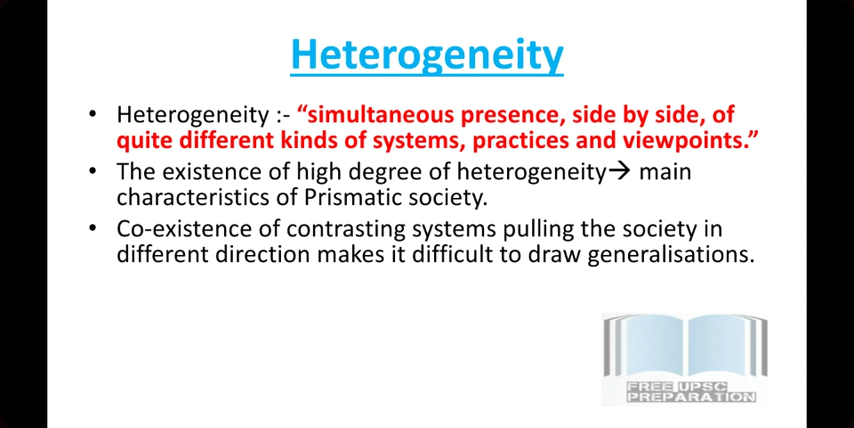 Heterogeneity
• Heterogeneity :- “simultaneous presence, side by side, of
quite different kinds of systems, practices and viewpoints.”
• The existence of high degree of heterogeneity→ main
characteristics of Prismatic society.
• Co-existence of contrasting systems pulling the society in
different direction makes it difficult to draw generalisations.
FREE UPSC
PREPARATION